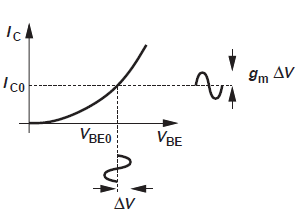 I_C
g_m ΔV
I_C0
V_BE0
V_BE
ΔV